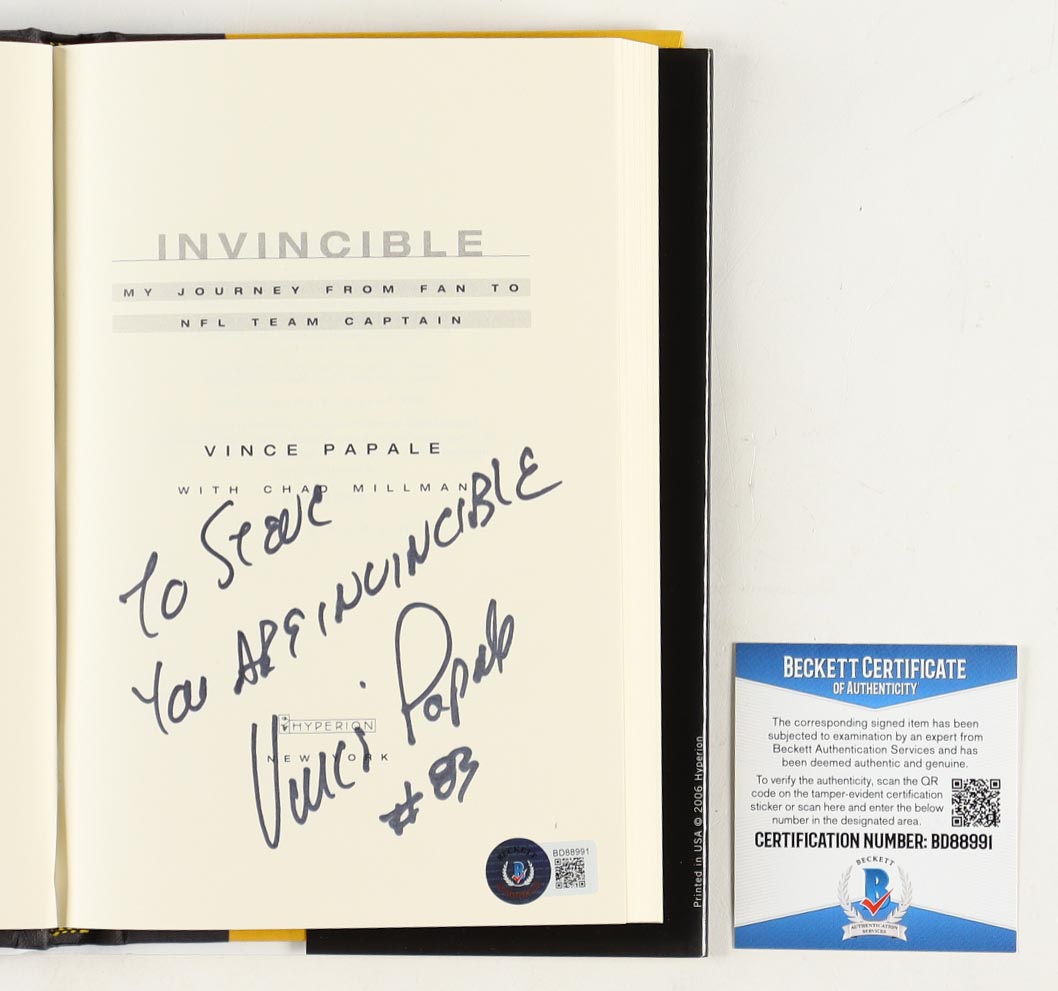 INVINCIBLE
MY JOURNEY FROM FAN TO
NFL TEAM CAPTAIN
VINCE PAPALE
WITH CHAD MILLMAN
To Steve
You ARE INVINCIBLE
Vince Papale
#83
HYPERION
NEW YORK
BECKETT
B
BD88991
Printed in USA © 2006 Hyperion
BECKETT CERTIFICATE
OF AUTHENTICITY
The corresponding signed item has been
subjected to examination by an expert from
Beckett Authentication Services and has
been deemed authentic and genuine.
To verify the authenticity, scan the QR
code on the tamper-evident certification
sticker or scan here and enter the below
number in the designated area.
CERTIFICATION NUMBER: BD88991
BECKETT
B
AUTHENTICATION
SERVICES